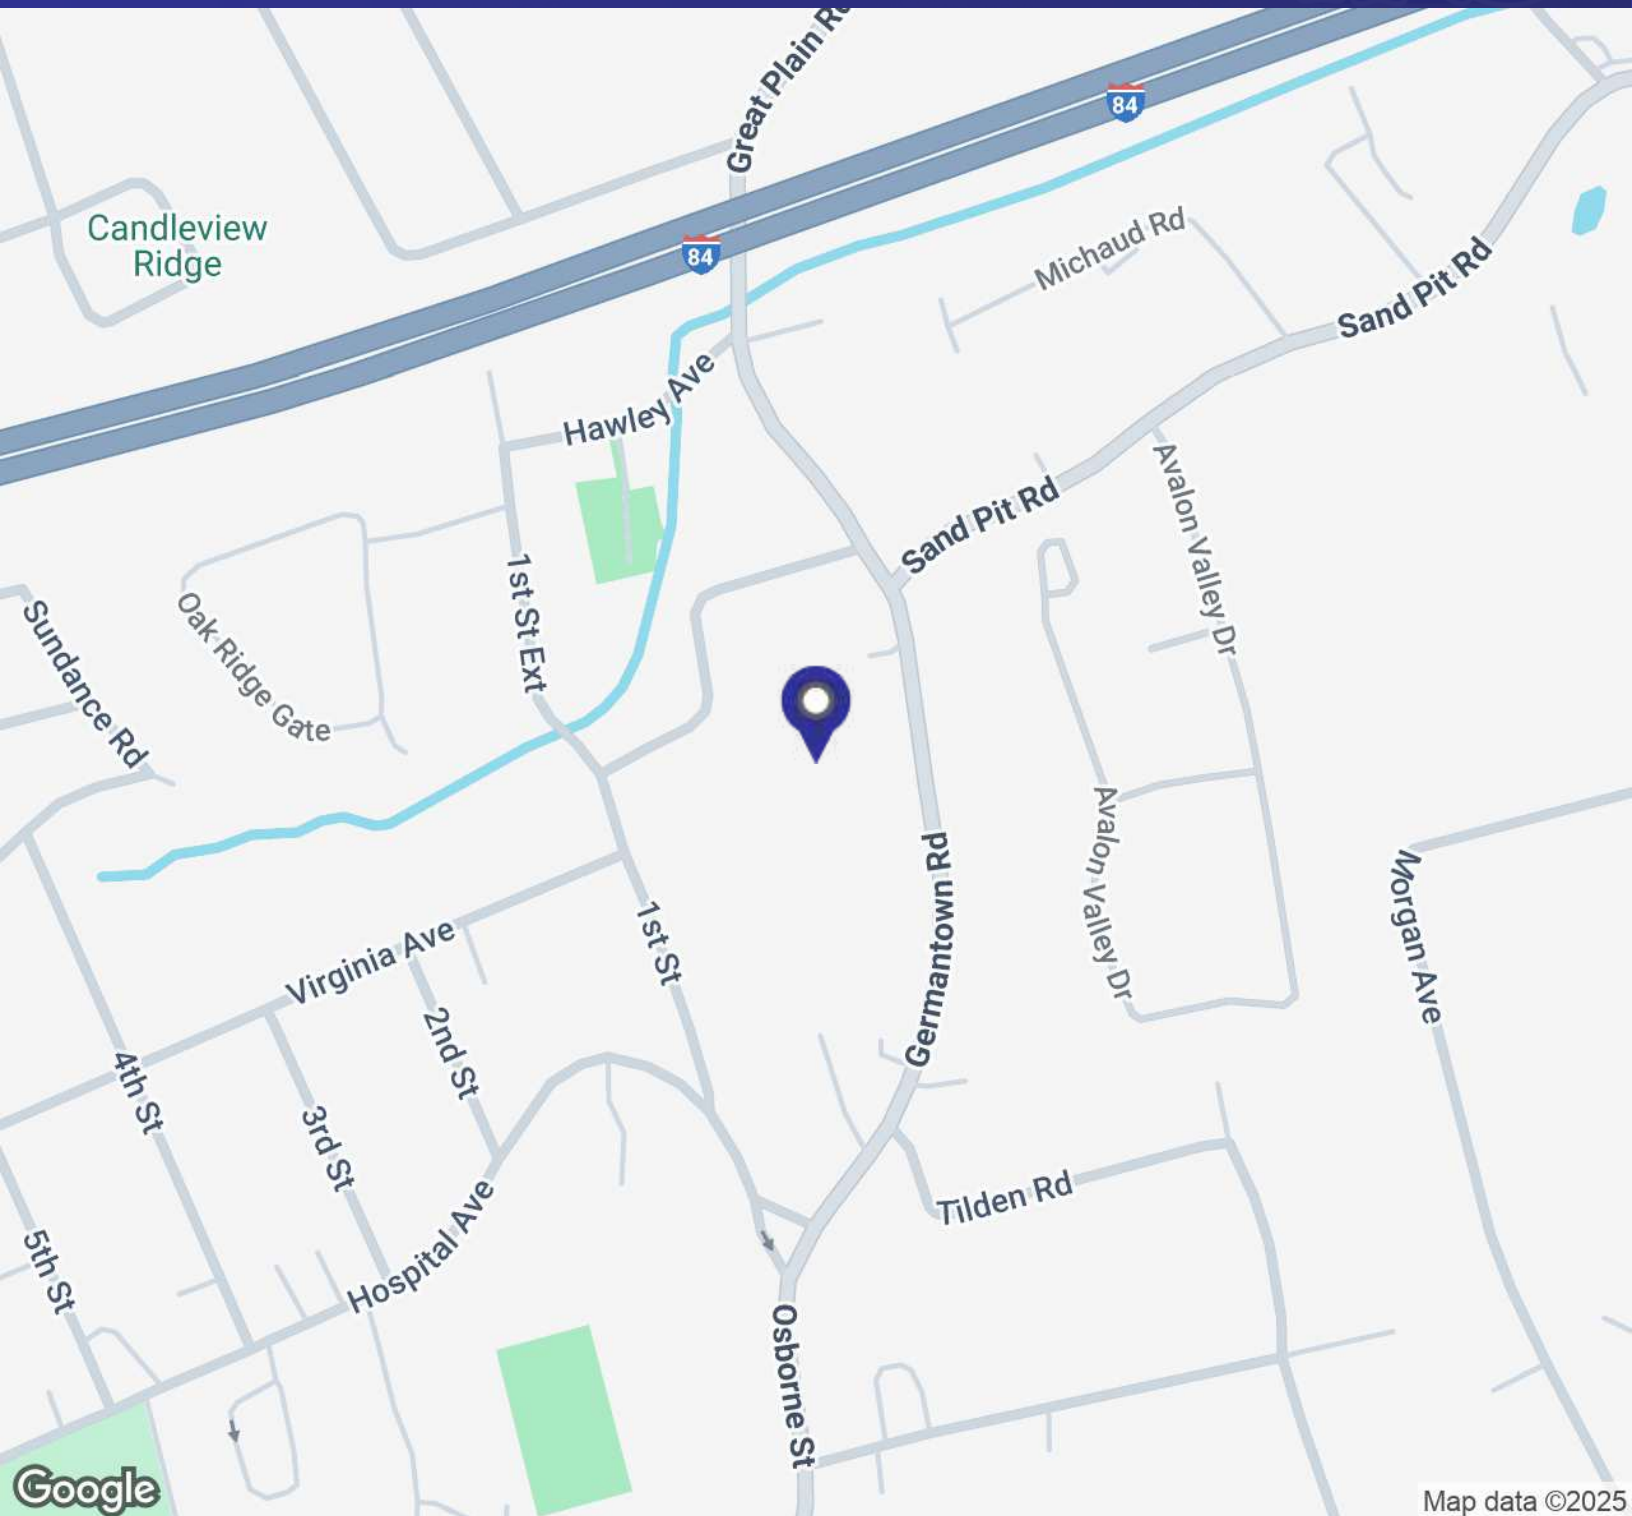 Great Plain Rd
84
84
Candleview
Ridge
Michaud Rd
Sand Pit Rd
Hawley Ave
Sand Pit Rd
Avalon Valley Dr
1st St Ext
Oak Ridge Gate
Sundance Rd
Germantown Rd
Avalon Valley Dr
Morgan Ave
1st St
Virginia Ave
2nd St
4th St
3rd St
Tilden Rd
Hospital Ave
5th St
Osborne St
Google
Map data ©2025